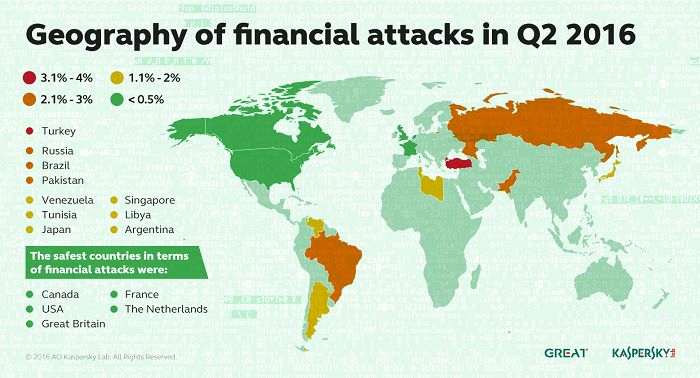 Geography of financial attacks in Q2 2016
3.1% - 4%
1.1% - 2%
2.1% - 3%
< 0.5%
Turkey
Russia
Brazil
Pakistan
Venezuela
Singapore
Tunisia
Libya
Japan
Argentina
The safest countries in terms
of financial attacks were:
Canada
France
USA
The Netherlands
Great Britain
© 2016 AO Kaspersky Lab. All Rights Reserved.
GREAT
KASPERSKY